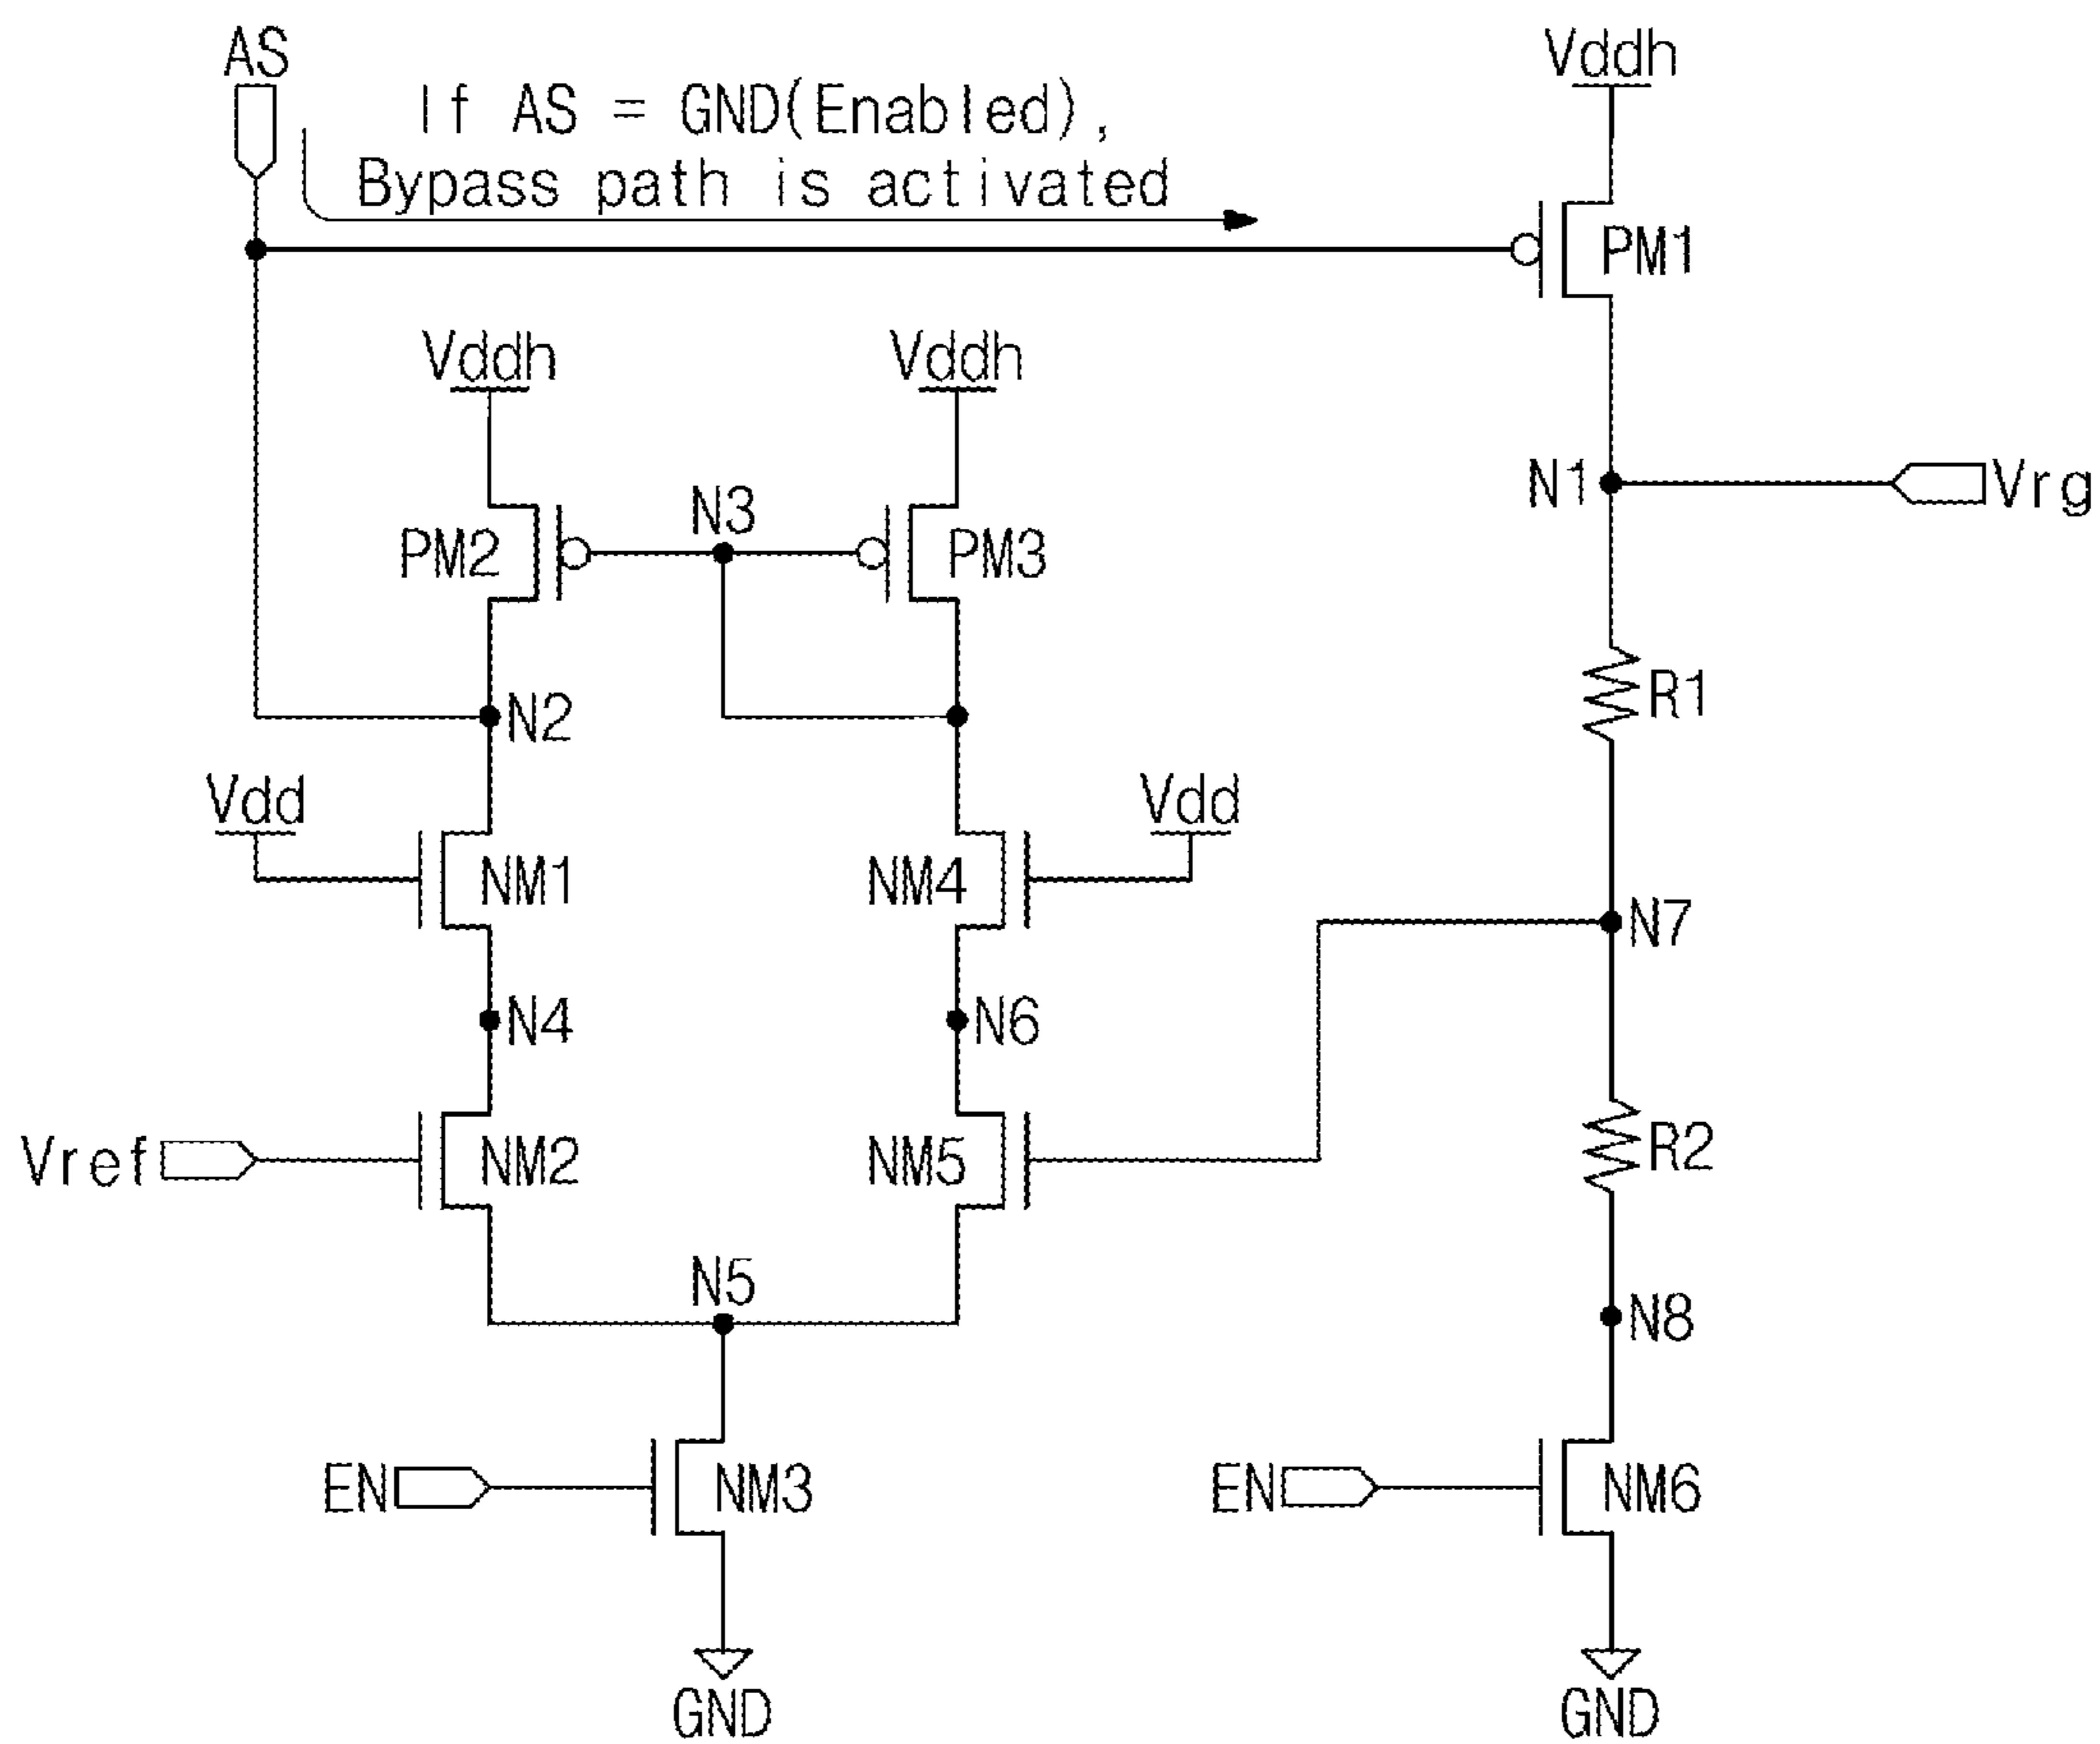 AS
If AS = GND(Enabled),
Bypass path is activated
Vddh
PM1
Vddh
Vddh
N1
Vrg
N3
PM2
PM3
N2
R1
Vdd
Vdd
NM1
NM4
N7
N4
N6
Vref
NM2
NM5
R2
N5
N8
EN
NM3
EN
NM6
GND
GND